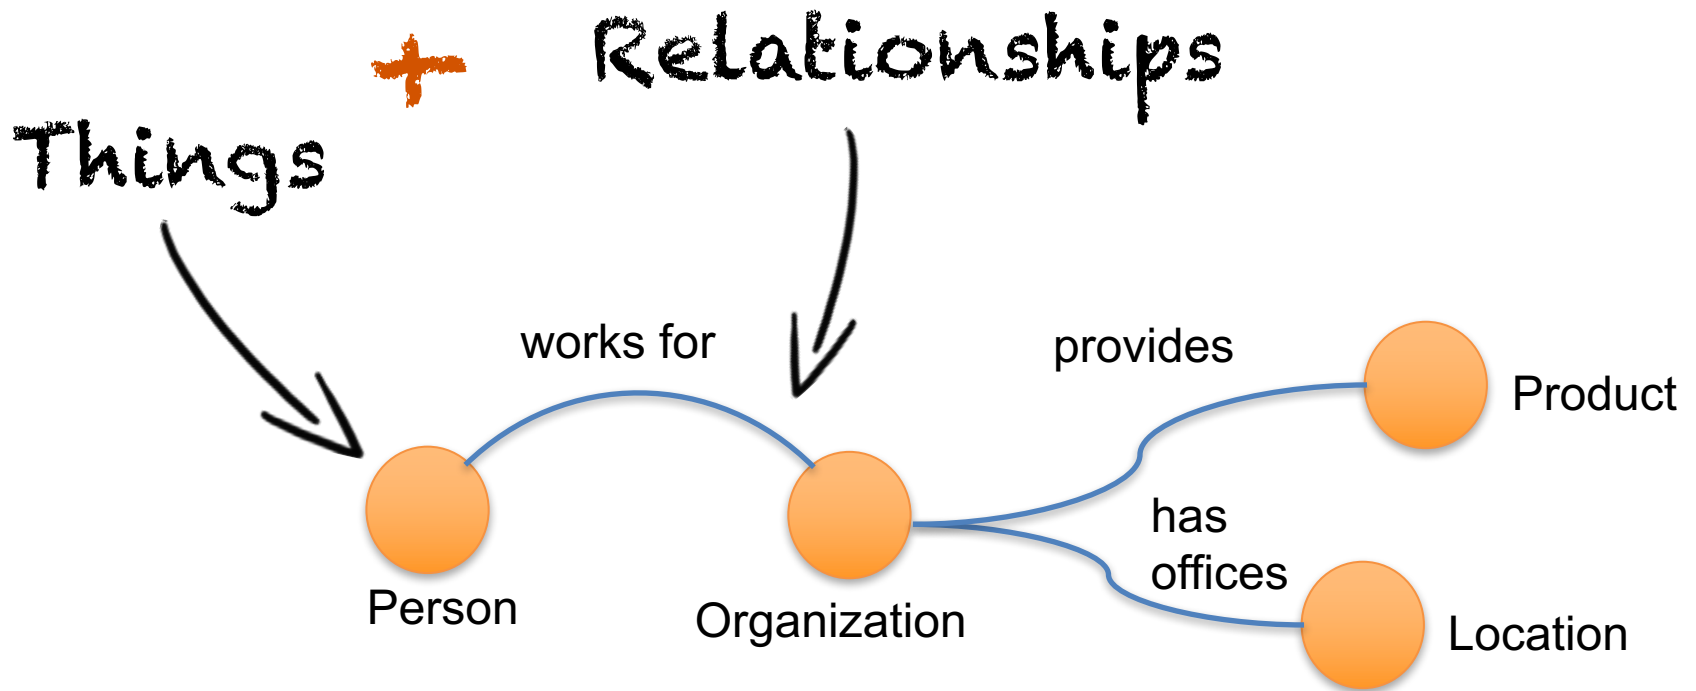 Things
+
Relationships
works for
provides
Product
has
offices
Person
Organization
Location